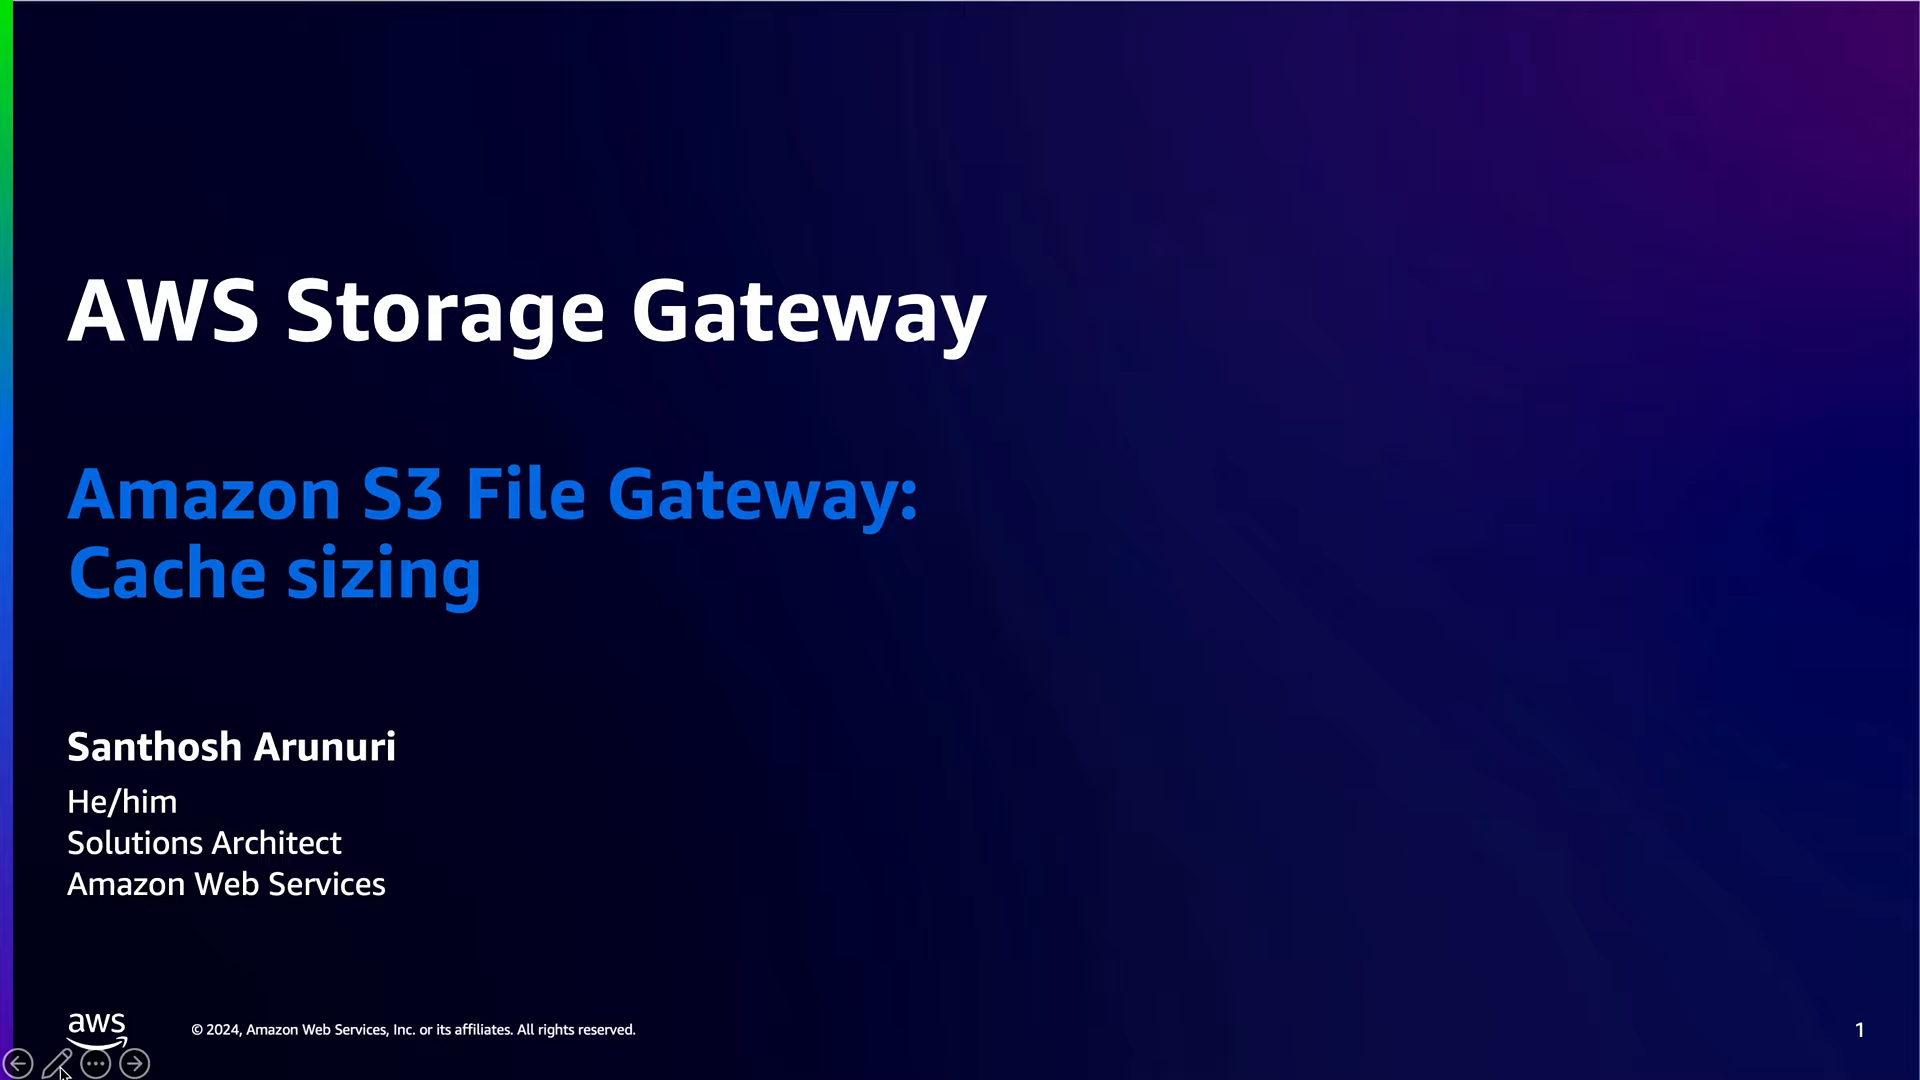 AWS Storage Gateway
Amazon S3 File Gateway:
Cache sizing
Santhosh Arunuri
He/him
Solutions Architect
Amazon Web Services
aws
© 2024, Amazon Web Services, Inc. or its affiliates. All rights reserved.
1